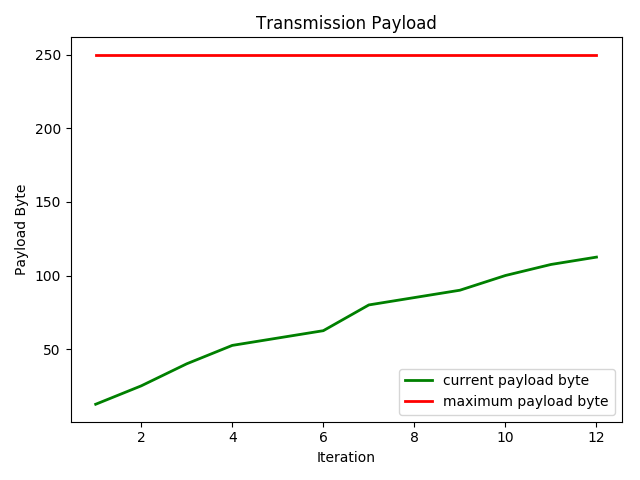 Transmission Payload
250
200
150
100
50
Payload Byte
current payload byte
maximum payload byte
2 4 6 8 10 12
Iteration